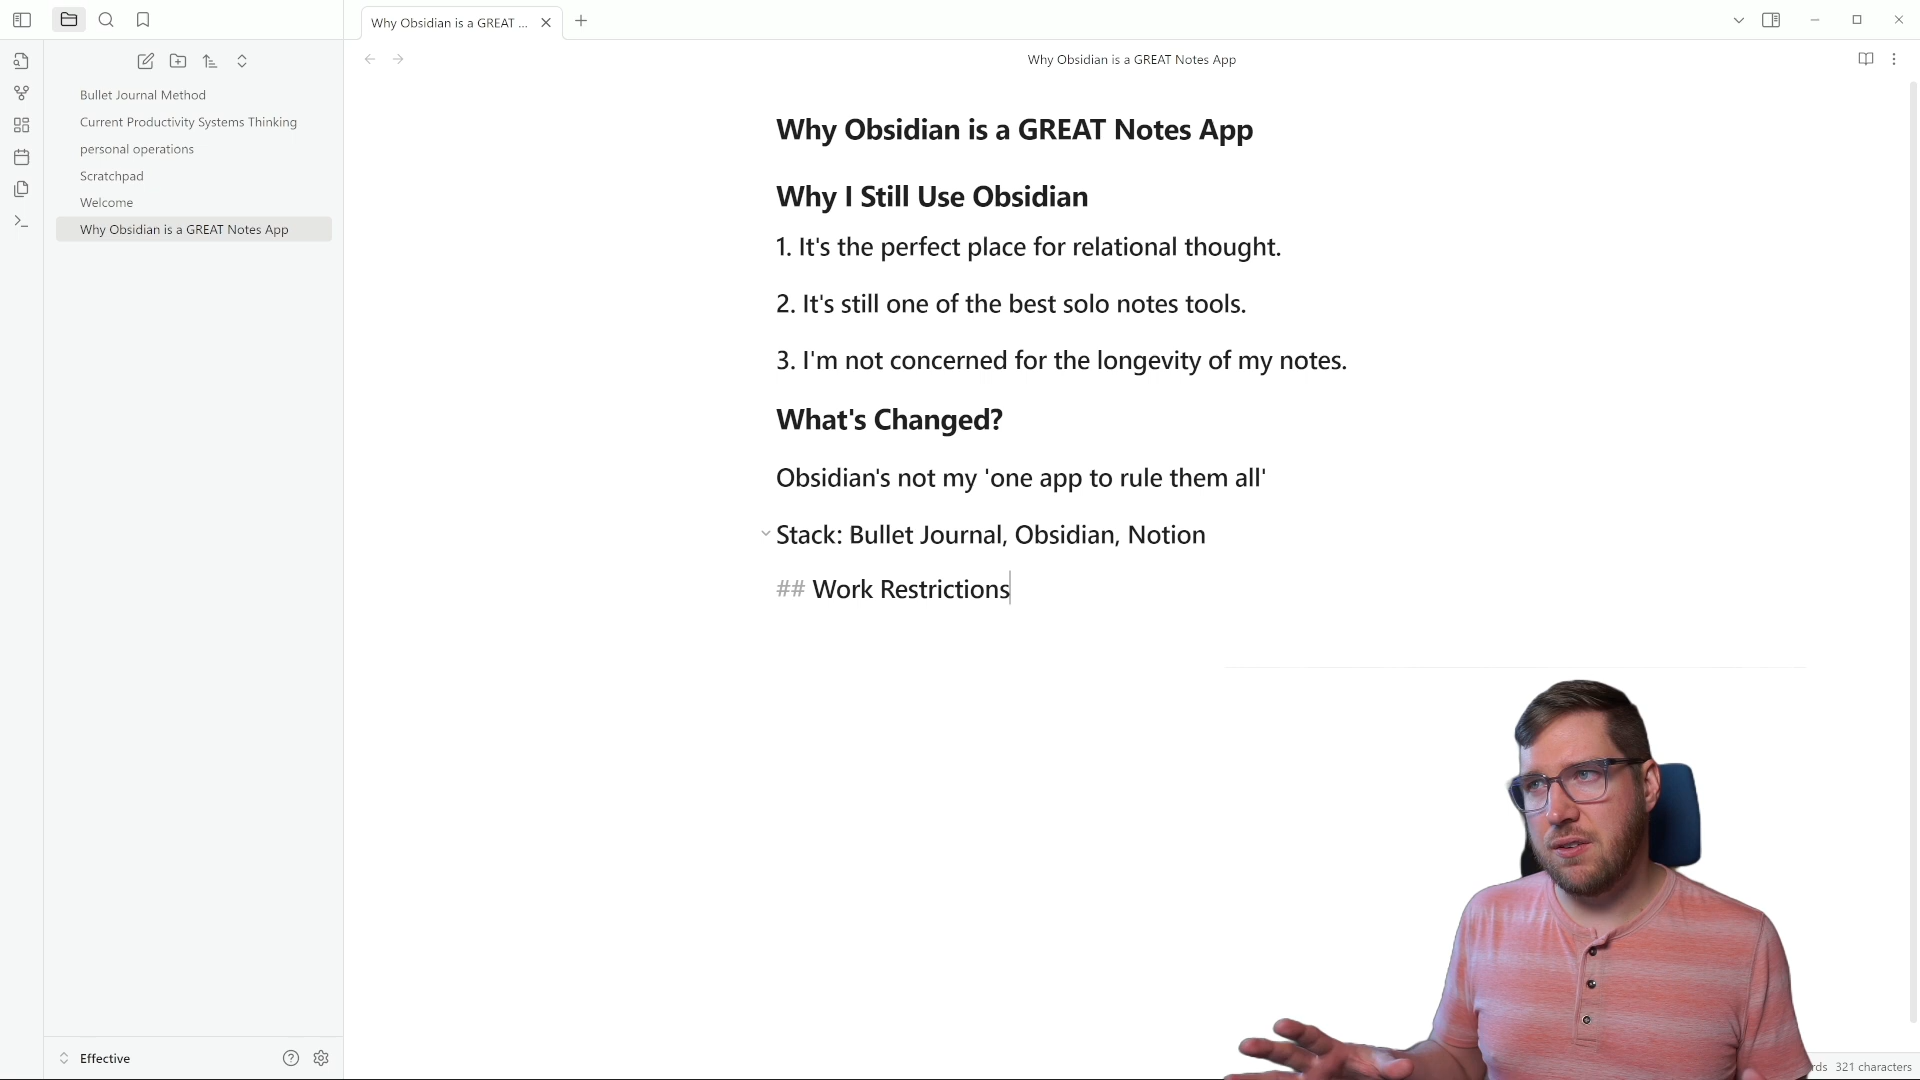 Why Obsidian is a GREAT ...
Why Obsidian is a GREAT Notes App
Bullet Journal Method
Current Productivity Systems Thinking
personal operations
Scratchpad
Welcome
Why Obsidian is a GREAT Notes App
Why Obsidian is a GREAT Notes App
Why I Still Use Obsidian
1. It's the perfect place for relational thought.
2. It's still one of the best solo notes tools.
3. I'm not concerned for the longevity of my notes.
What's Changed?
Obsidian's not my 'one app to rule them all'
Stack: Bullet Journal, Obsidian, Notion
## Work Restrictions
Effective
321 characters